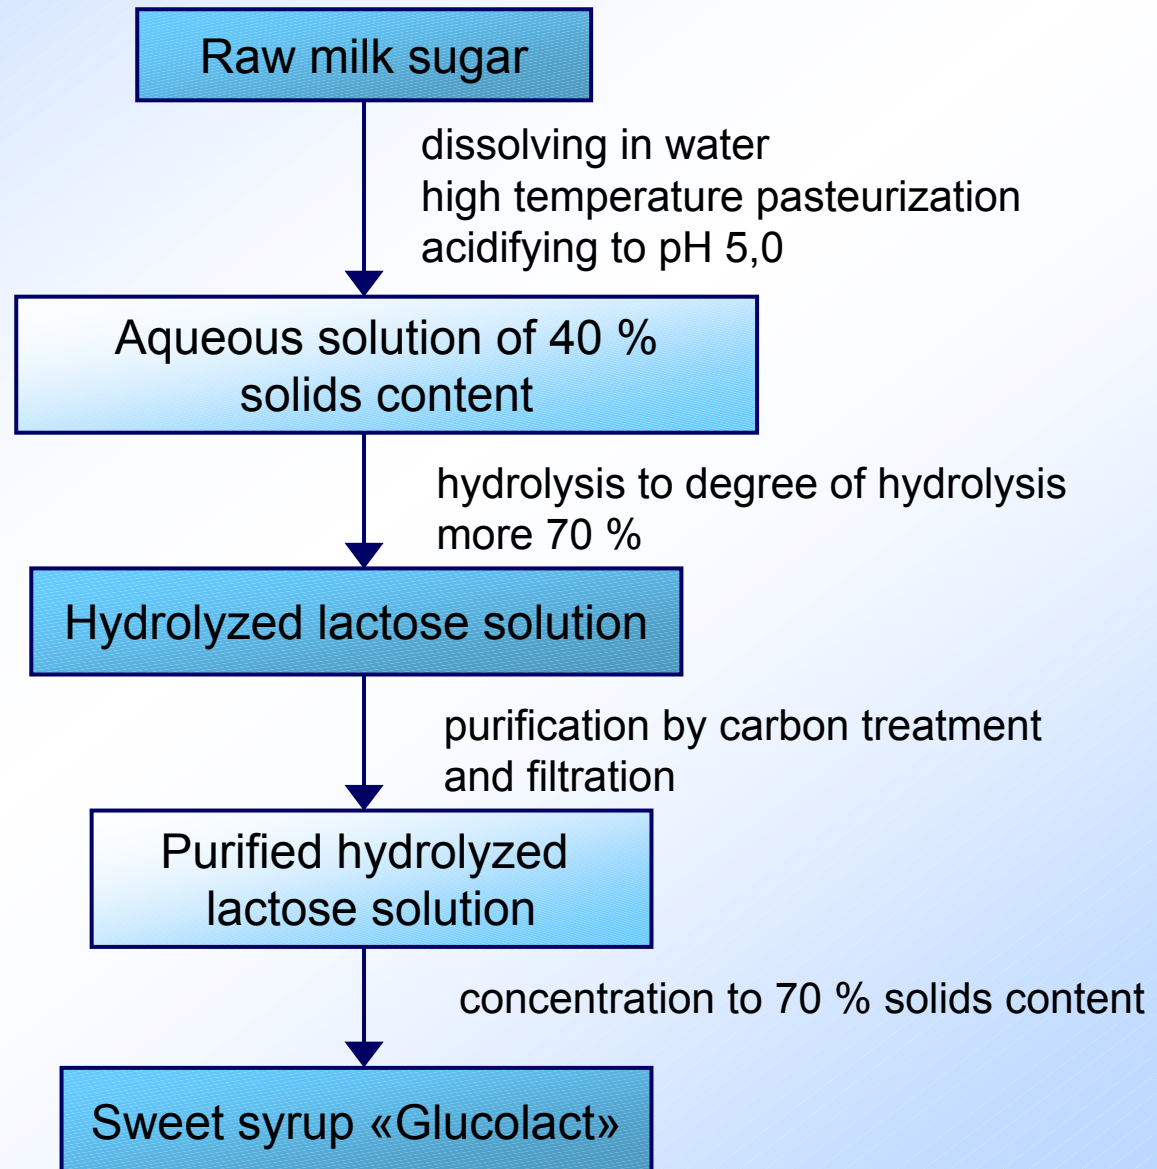 Raw milk sugar
dissolving in water
high temperature pasteurization
acidifying to pH 5,0
Aqueous solution of 40 %
solids content
hydrolysis to degree of hydrolysis
more 70 %
Hydrolyzed lactose solution
purification by carbon treatment
and filtration
Purified hydrolyzed
lactose solution
concentration to 70 % solids content
Sweet syrup «Glucolact»